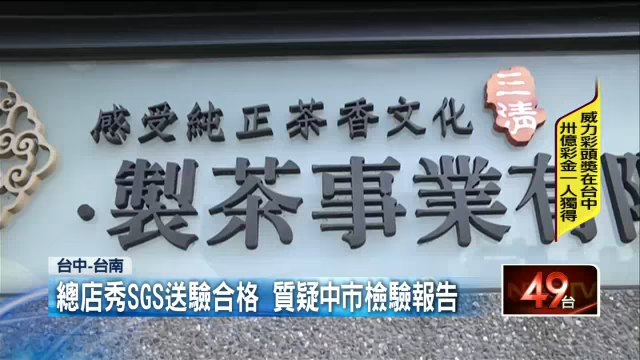 感受純正茶香文化
三清
·製茶事業有限
威力彩頭獎在台中
卅億彩金一人獨得
台中-台南
總店秀SGS送驗合格 質疑中市檢驗報告
49台